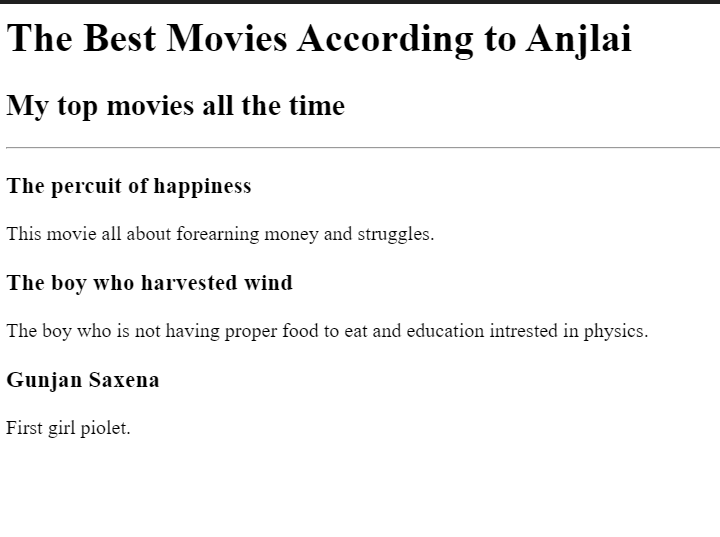 The Best Movies According to Anjlai
My top movies all the time
The percuit of happiness
This movie all about forearning money and struggles.
The boy who harvested wind
The boy who is not having proper food to eat and education intrested in physics.
Gunjan Saxena
First girl piolet.